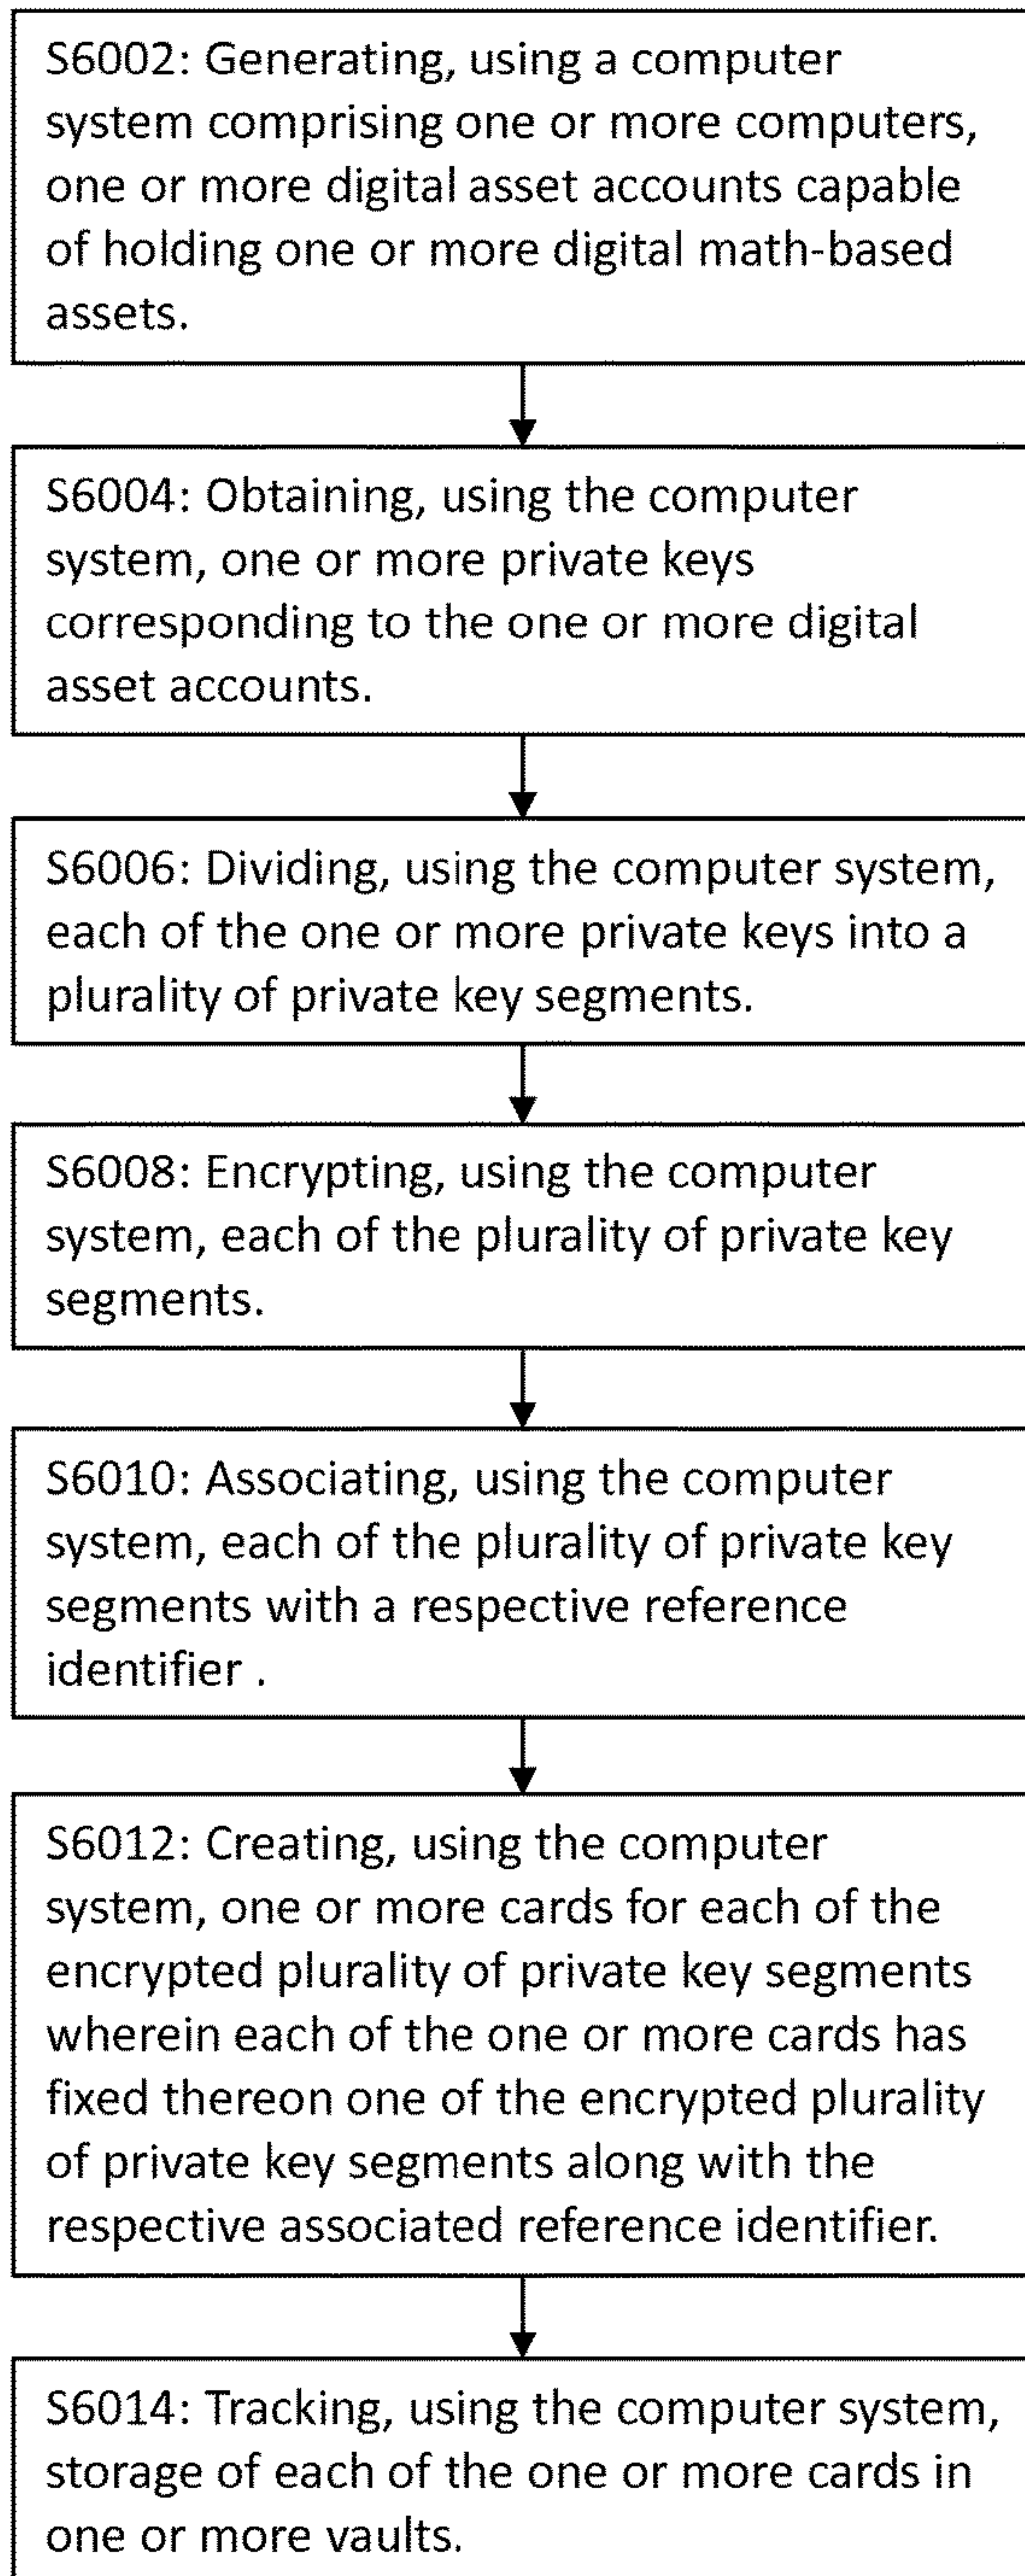 S6002: Generating, using a computer
system comprising one or more computers,
one or more digital asset accounts capable
of holding one or more digital math-based
assets.
S6004: Obtaining, using the computer
system, one or more private keys
corresponding to the one or more digital
asset accounts.
S6006: Dividing, using the computer system,
each of the one or more private keys into a
plurality of private key segments.
S6008: Encrypting, using the computer
system, each of the plurality of private key
segments.
S6010: Associating, using the computer
system, each of the plurality of private key
segments with a respective reference
identifier .
S6012: Creating, using the computer
system, one or more cards for each of the
encrypted plurality of private key segments
wherein each of the one or more cards has
fixed thereon one of the encrypted plurality
of private key segments along with the
respective associated reference identifier.
S6014: Tracking, using the computer system,
storage of each of the one or more cards in
one or more vaults.